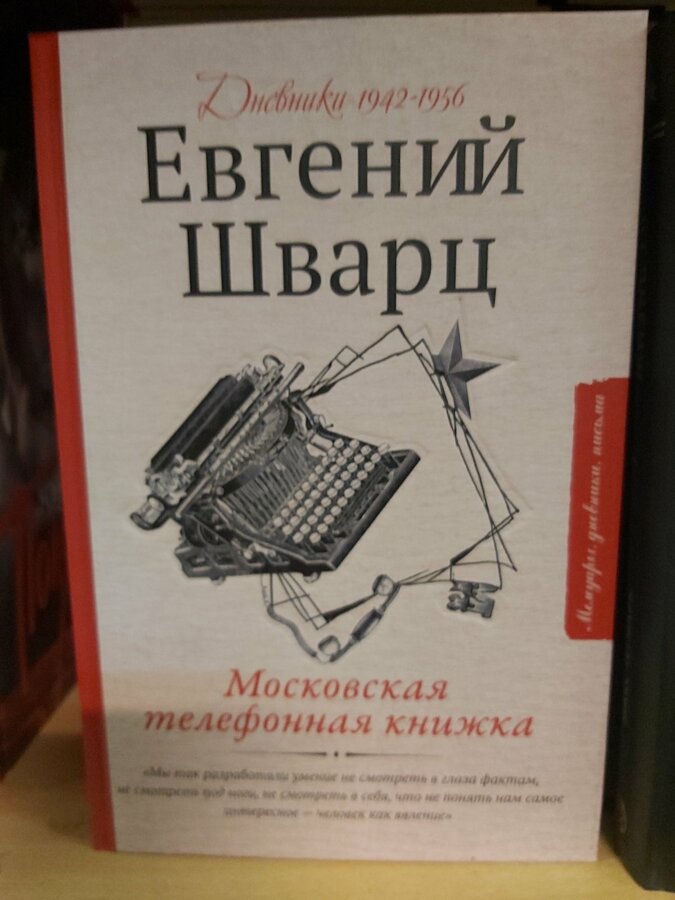 Дневники 1942-1956
Евгений
Шварц
Мемуары, дневники, письма
Московская
телефонная книжка
«Мы так разработали умение не смотреть в глаза фактам,
не смотреть под ноги, не смотреть в себя, что не понять нам самое
интересное — человек как явление»